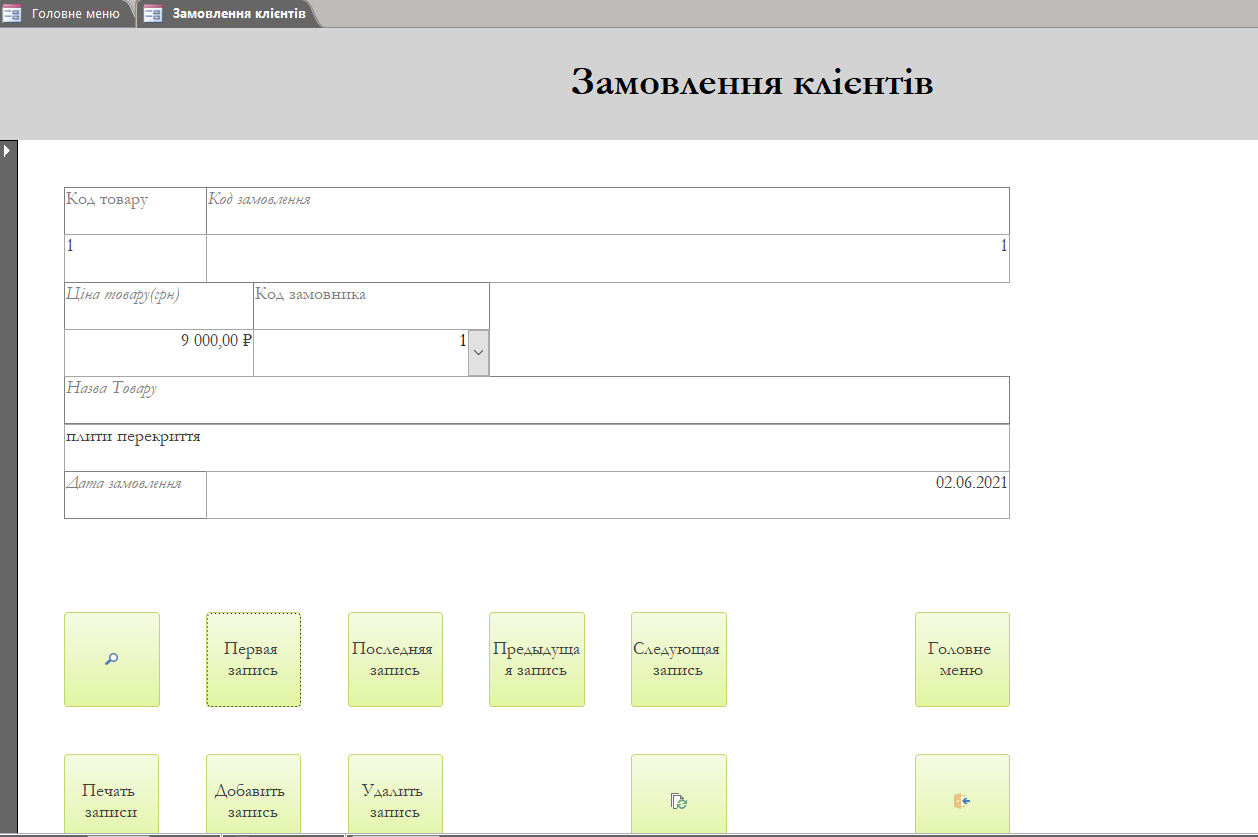 Головне меню
Замовлення клієнтів
Замовлення клієнтів
Код товару
Код замовлення
1
1
Ціна товару(грн)
Код замовника
9 000,00 ₽
1
Назва Товару
плити перекриття
Дата замовлення
02.06.2021
Первая
запись
Последняя
запись
Предыдуща
я запись
Следующая
запись
Головне
меню
Печать
записи
Добавить
запись
Удалить
запись